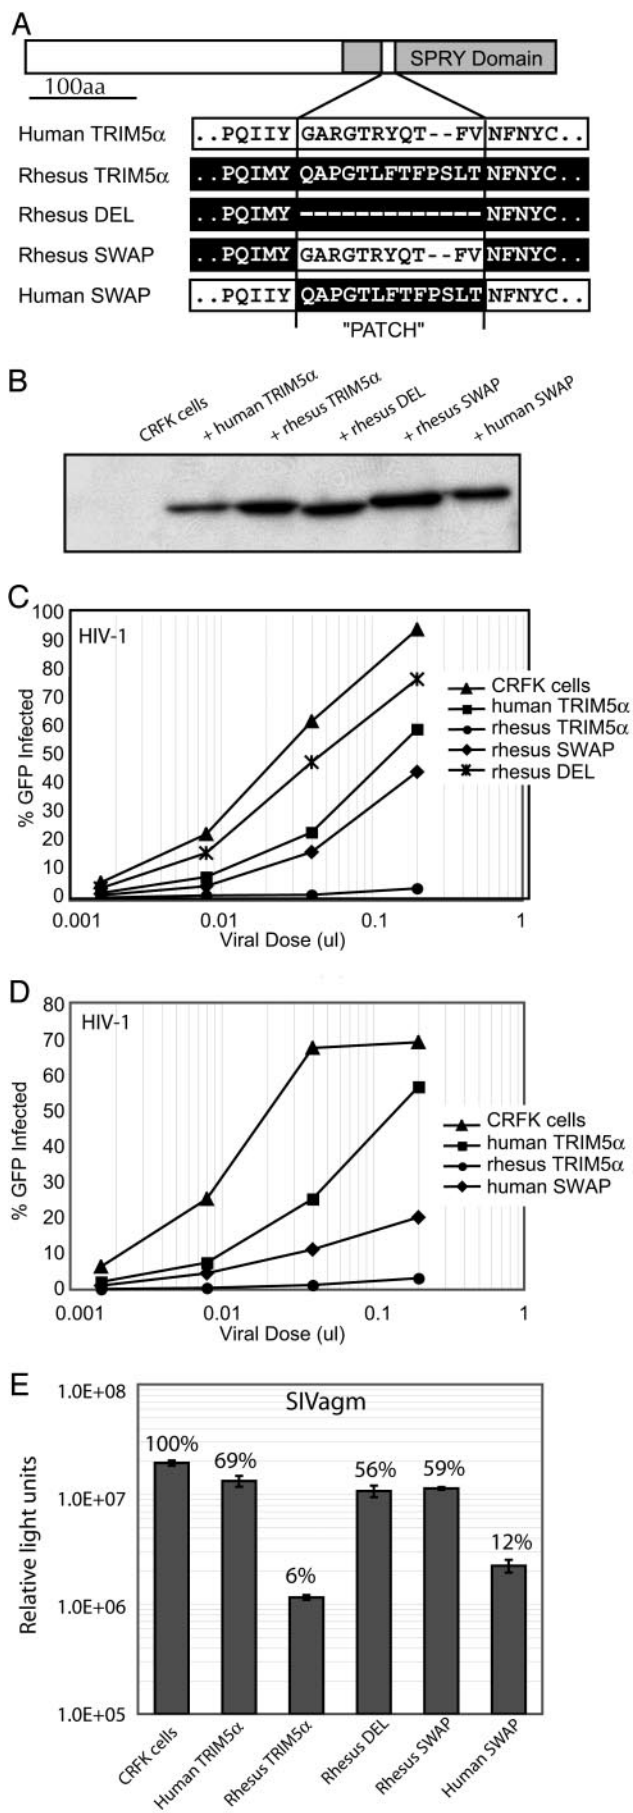 A
SPRY Domain
100aa
Human TRIM5α ..PQIIY GARGTRYQT--FV NFNYC..
Rhesus TRIM5α ..PQIMY QAPGTLFTFPSLT NFNYC..
Rhesus DEL ..PQIMY ------------- NFNYC..
Rhesus SWAP ..PQIMY GARGTRYQT--FV NFNYC..
Human SWAP ..PQIIY QAPGTLFTFPSLT NFNYC..
"PATCH"
B
CRFK cells
+ human TRIM5α
+ rhesus TRIM5α
+ rhesus DEL
+ rhesus SWAP
+ human SWAP
C
HIV-1
% GFP Infected
100
90
80
70
60
50
40
30
20
10
0
0.001 0.01 0.1 1
Viral Dose (ul)
CRFK cells
human TRIM5α
rhesus TRIM5α
rhesus SWAP
rhesus DEL
D
HIV-1
% GFP Infected
80
70
60
50
40
30
20
10
0
0.001 0.01 0.1 1
Viral Dose (ul)
CRFK cells
human TRIM5α
rhesus TRIM5α
human SWAP
E
SIVagm
Relative light units
1.0E+08
1.0E+07
1.0E+06
1.0E+05
100%
69%
6%
56%
59%
12%
CRFK cells
Human TRIM5α
Rhesus TRIM5α
Rhesus DEL
Rhesus SWAP
Human SWAP